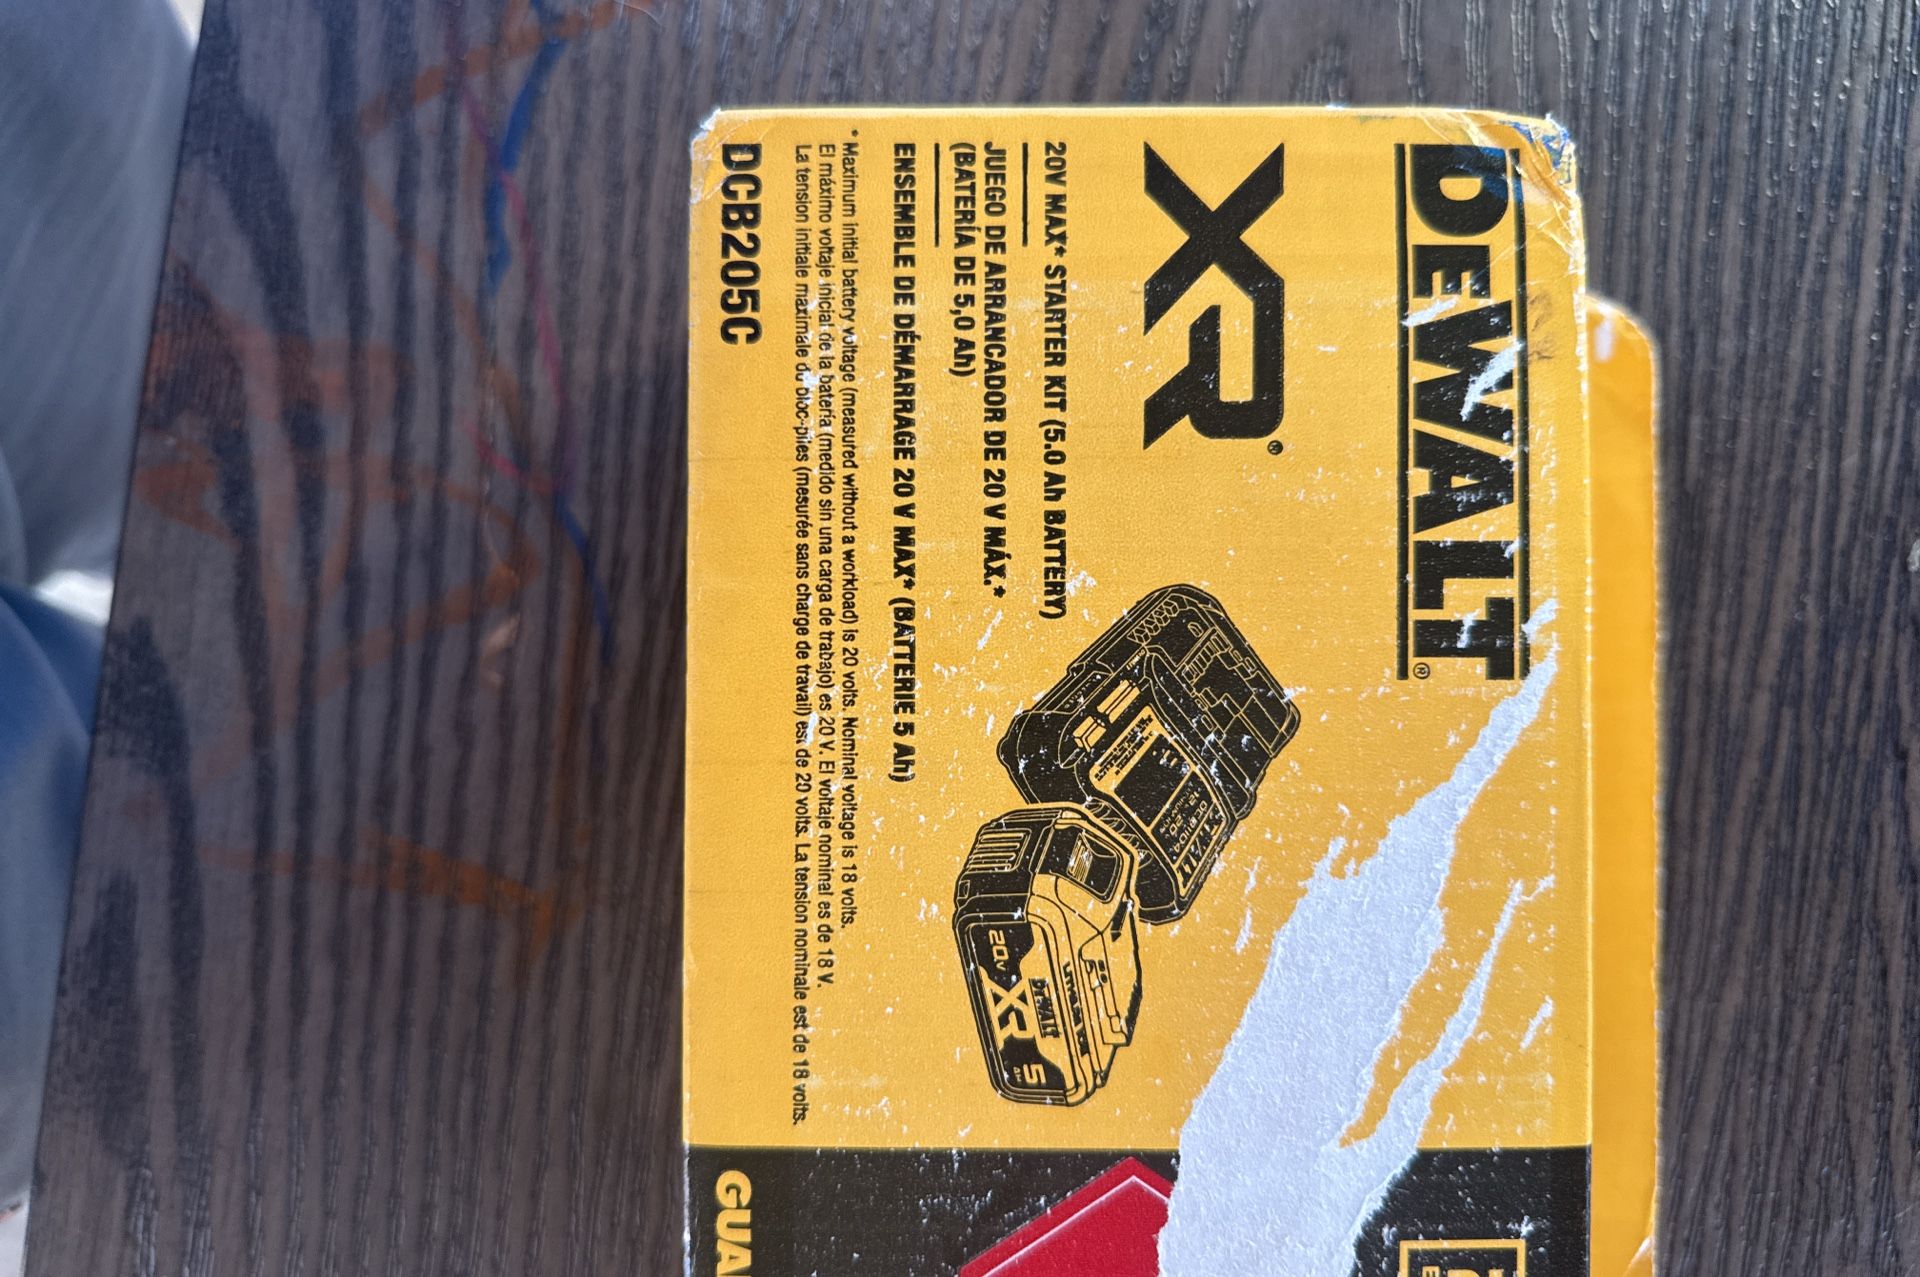 DEWALT®
XR®
20V MAX* STARTER KIT (5.0 Ah BATTERY)
JUEGO DE ARRANCADOR DE 20 V MÁX.*
(BATERÍA DE 5,0 Ah)
ENSEMBLE DE DÉMARRAGE 20 V MAX* (BATTERIE 5 Ah)
* Maximum initial battery voltage (measured without a workload) is 20 volts. Nominal voltage is 18 volts.
El máximo voltaje inicial de la batería (medido sin una carga de trabajo) es 20 V. El voltaje nominal es de 18 V.
La tension initiale maximale du bloc-piles (mesurée sans charge de travail) est de 20 volts. La tension nominale est de 18 volts.
DCB205C
20V XR 5 Ah
DEWALT
GUA